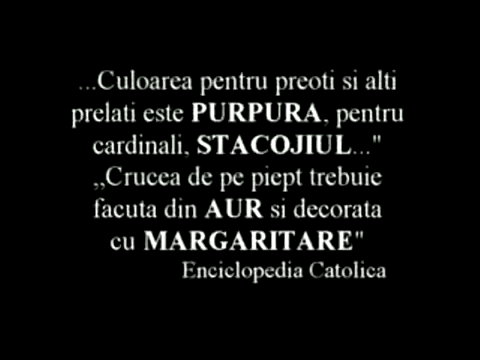 ...Culoarea pentru preoti si alti
prelati este PURPURA, pentru
cardinali, STACOJIUL..."
„Crucea de pe piept trebuie
facuta din AUR si decorata
cu MARGARITARE"
Enciclopedia Catolica